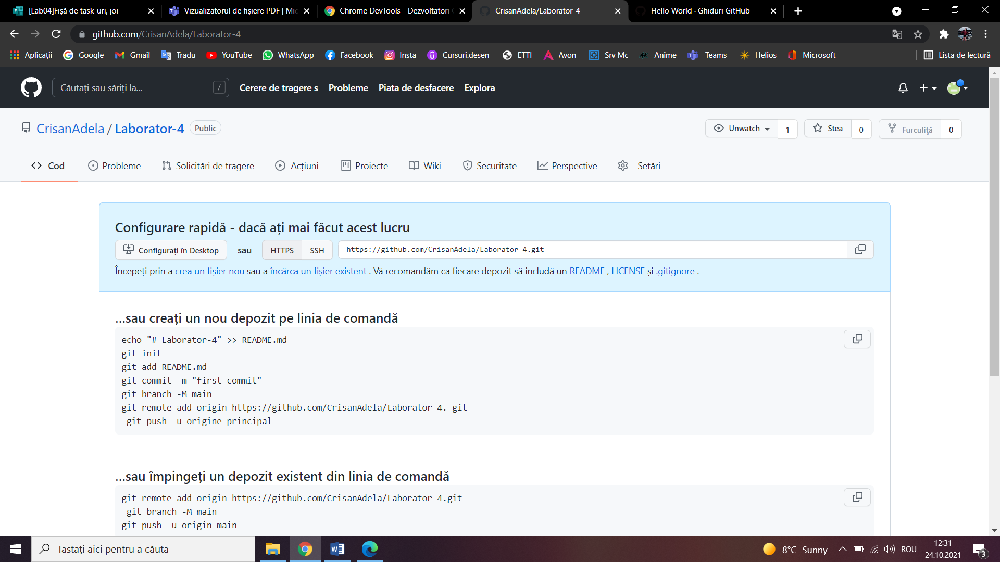 [Lab04]Fișă de task-uri, joi
Vizualizatorul de fișiere PDF | Mic
Chrome DevTools - Dezvoltatori
CrisanAdela/Laborator-4
Hello World · Ghiduri GitHub
github.com/CrisanAdela/Laborator-4
Aplicații
Google
Gmail
Tradu
YouTube
WhatsApp
Facebook
Insta
Cursuri.desen
ETTI
Avon
Srv Mc
Anime
Teams
Helios
Microsoft
Lista de lectură
Căutați sau săriți la...
/
Cerere de tragere s
Probleme
Piata de desfacere
Explora
CrisanAdela / Laborator-4
Public
Unwatch
1
Stea
0
Furculiţă
0
Cod
Probleme
Solicitări de tragere
Acțiuni
Proiecte
Wiki
Securitate
Perspective
Setări
Configurare rapidă - dacă ați mai făcut acest lucru
Configurați în Desktop
sau
HTTPS
SSH
https://github.com/CrisanAdela/Laborator-4.git
Începeți prin a crea un fișier nou sau a încărca un fișier existent . Vă recomandăm ca fiecare depozit să includă un README , LICENSE și .gitignore .
…sau creați un nou depozit pe linia de comandă
echo "# Laborator-4" >> README.md
git init
git add README.md
git commit -m "first commit"
git branch -M main
git remote add origin https://github.com/CrisanAdela/Laborator-4. git
git push -u origine principal
…sau împingeți un depozit existent din linia de comandă
git remote add origin https://github.com/CrisanAdela/Laborator-4.git
git branch -M main
git push -u origin main
Tastați aici pentru a căuta
8°C Sunny
ROU
12:31
24.10.2021
3